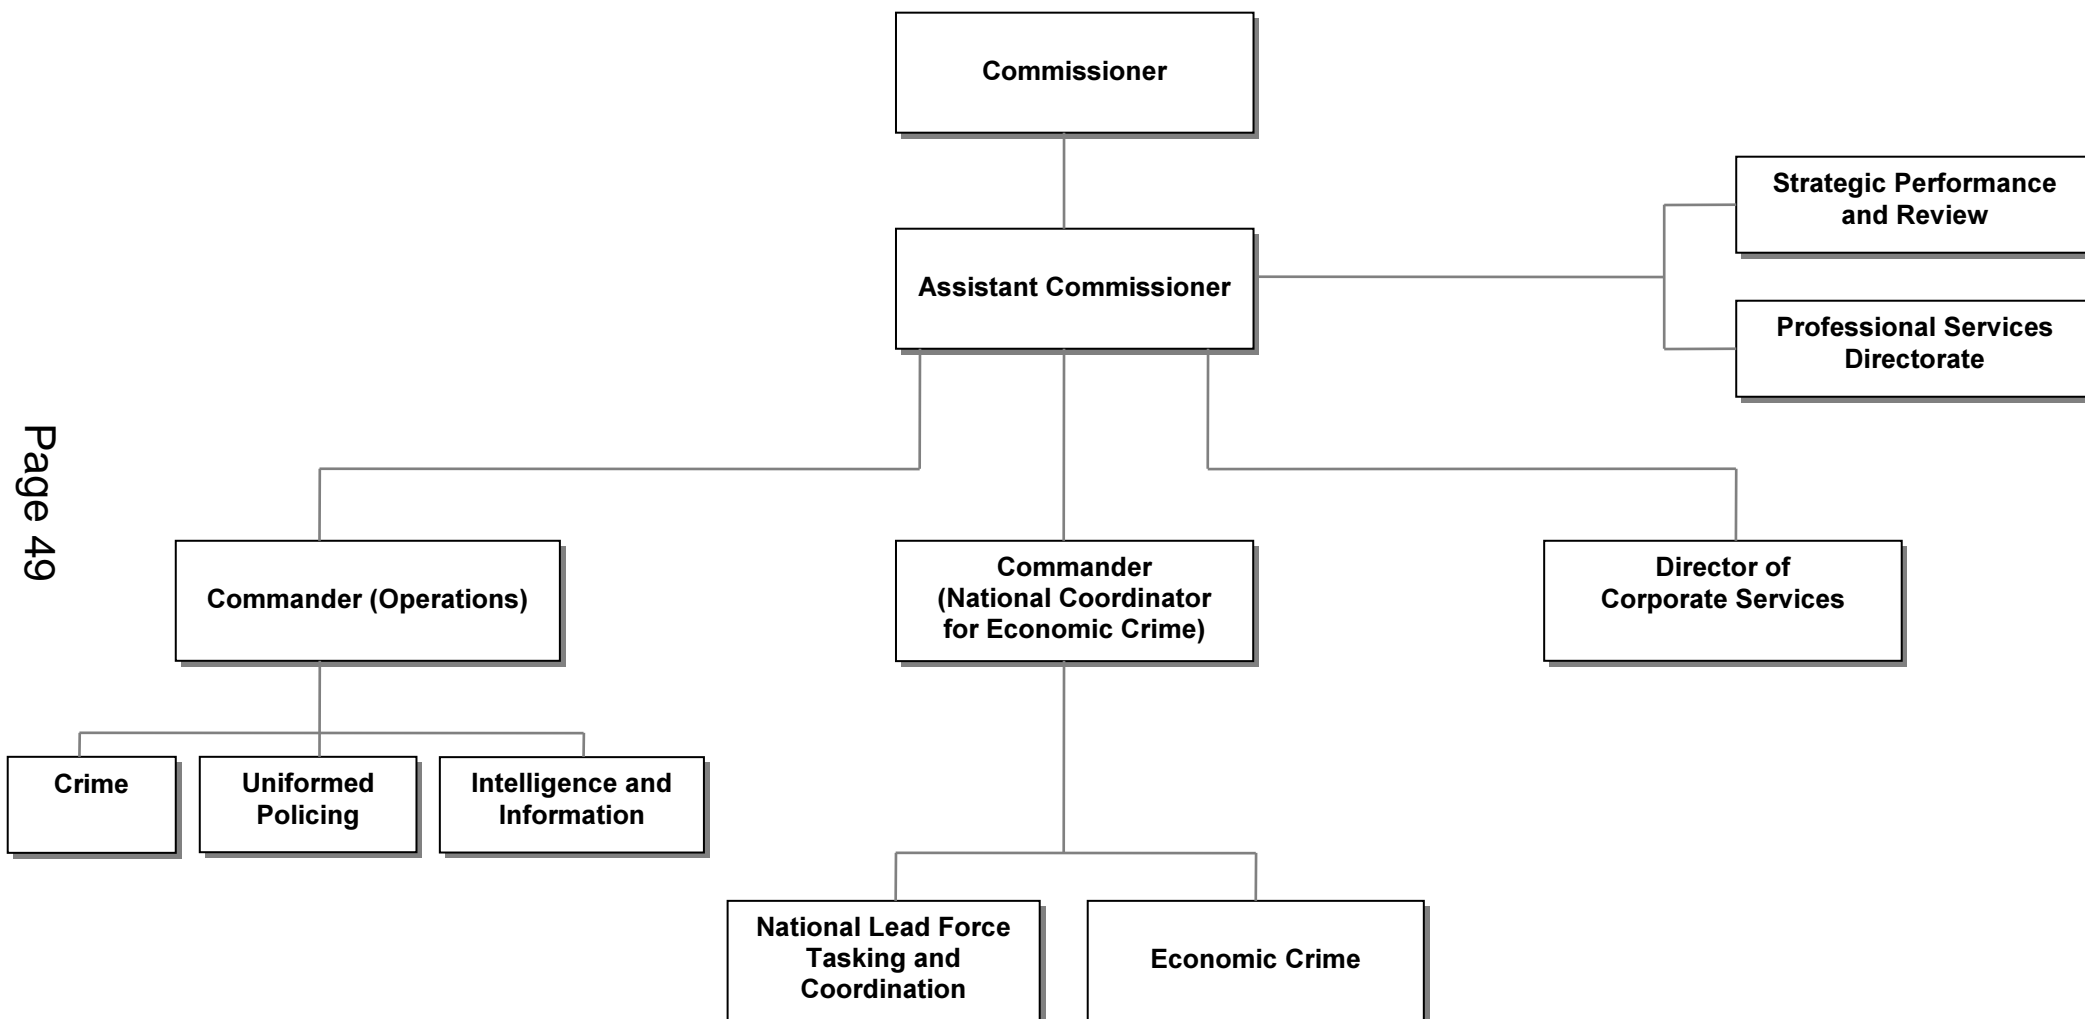 Commissioner
Strategic Performance
and Review
Assistant Commissioner
Professional Services
Directorate
Page 49
Commander (Operations)
Commander
(National Coordinator
for Economic Crime)
Director of
Corporate Services
Crime
Uniformed
Policing
Intelligence and
Information
National Lead Force
Tasking and
Coordination
Economic Crime